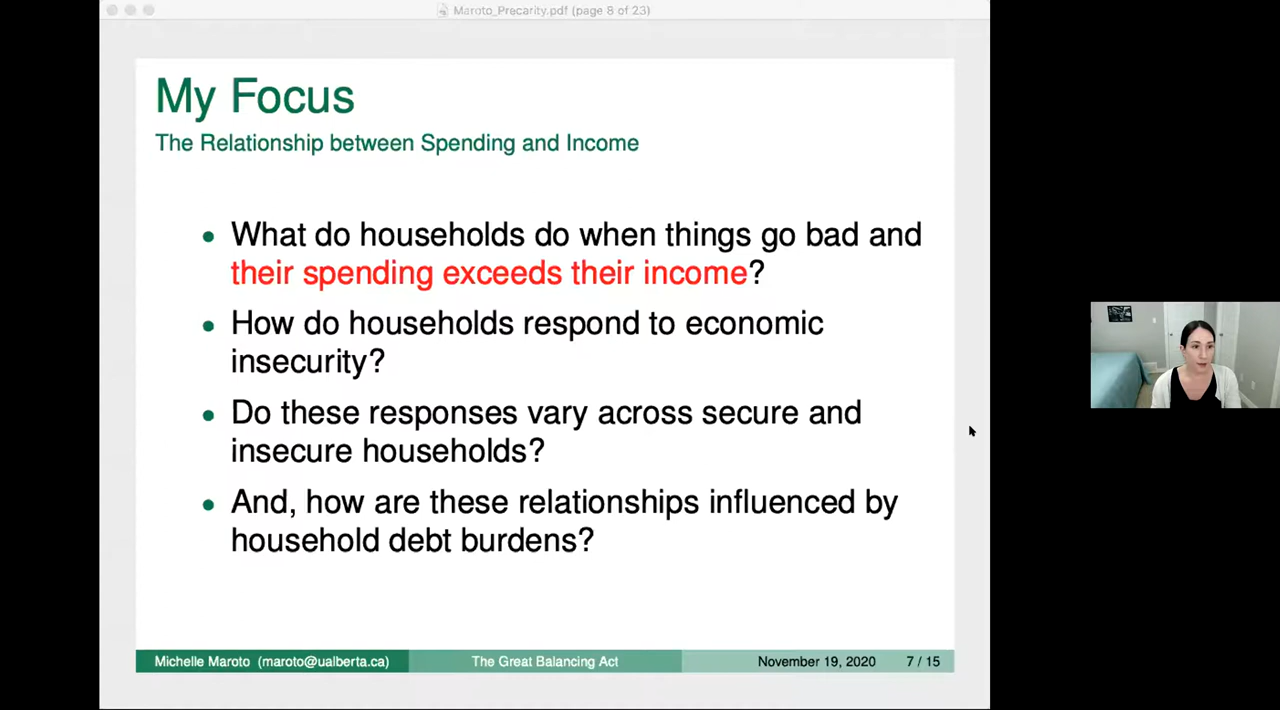 Maroto_Precarity.pdf (page 8 of 23)
My Focus
The Relationship between Spending and Income
• What do households do when things go bad and
their spending exceeds their income?
• How do households respond to economic
insecurity?
• Do these responses vary across secure and
insecure households?
• And, how are these relationships influenced by
household debt burdens?
Michelle Maroto (maroto@ualberta.ca) The Great Balancing Act November 19, 2020 7 / 15